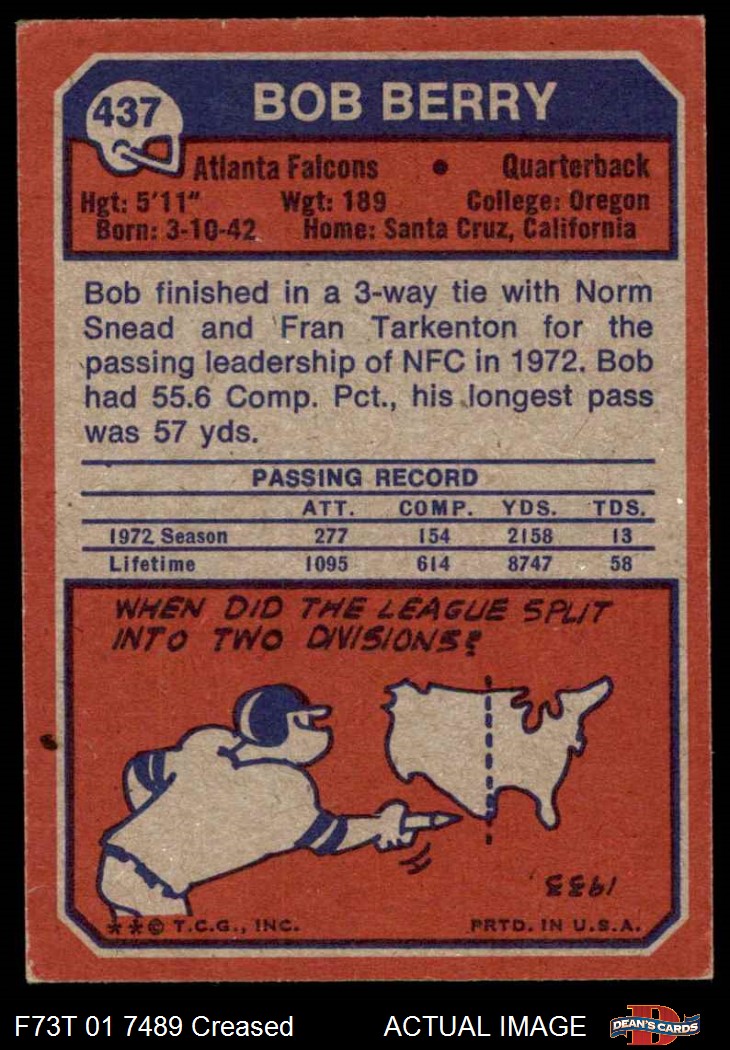 437
BOB BERRY
Atlanta Falcons • Quarterback
Hgt: 5'11" Wgt: 189 College: Oregon
Born: 3-10-42 Home: Santa Cruz, California
Bob finished in a 3-way tie with Norm
Snead and Fran Tarkenton for the
passing leadership of NFC in 1972. Bob
had 55.6 Comp. Pct., his longest pass
was 57 yds.
PASSING RECORD
ATT. COMP. YDS. TDS.
1972 Season 277 154 2158 13
Lifetime 1095 614 8747 58
WHEN DID THE LEAGUE SPLIT
INTO TWO DIVISIONS?
1933
**© T.C.G., INC. PRTD. IN U.S.A.
F73T 01 7489 Creased ACTUAL IMAGE
DEAN'S CARDS